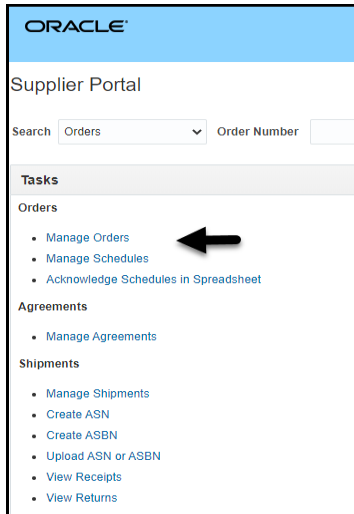 ORACLE
Supplier Portal
Search Orders Order Number
Tasks
Orders
Manage Orders
Manage Schedules
Acknowledge Schedules in Spreadsheet
Agreements
Manage Agreements
Shipments
Manage Shipments
Create ASN
Create ASBN
Upload ASN or ASBN
View Receipts
View Returns